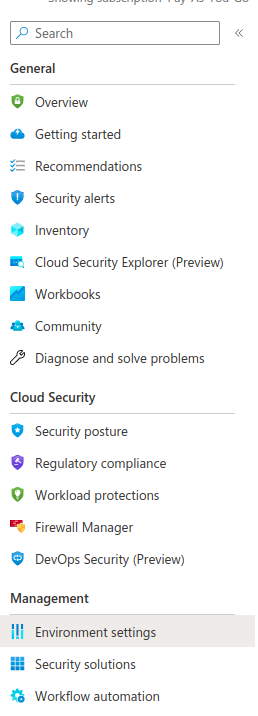 Showing subscription 'Pay-As-You-Go'
Search
General
Overview
Getting started
Recommendations
Security alerts
Inventory
Cloud Security Explorer (Preview)
Workbooks
Community
Diagnose and solve problems
Cloud Security
Security posture
Regulatory compliance
Workload protections
Firewall Manager
DevOps Security (Preview)
Management
Environment settings
Security solutions
Workflow automation